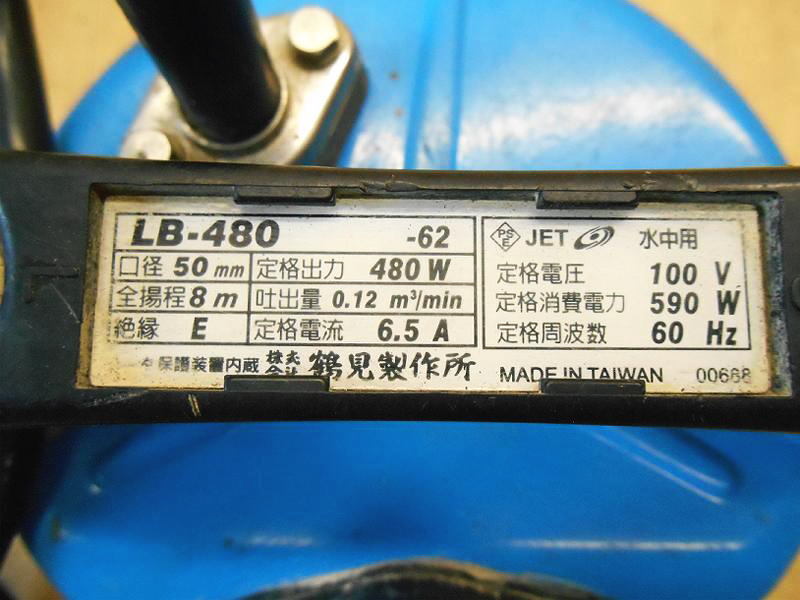 LB-480 -62
口径 50 mm 定格出力 480 W
全揚程 8 m 吐出量 0.12 m³/min
絶縁 E 定格電流 6.5 A
保護装置内蔵 株式会社 鶴見製作所
PS E JET 水中用
定格電圧 100 V
定格消費電力 590 W
定格周波数 60 Hz
MADE IN TAIWAN 00668